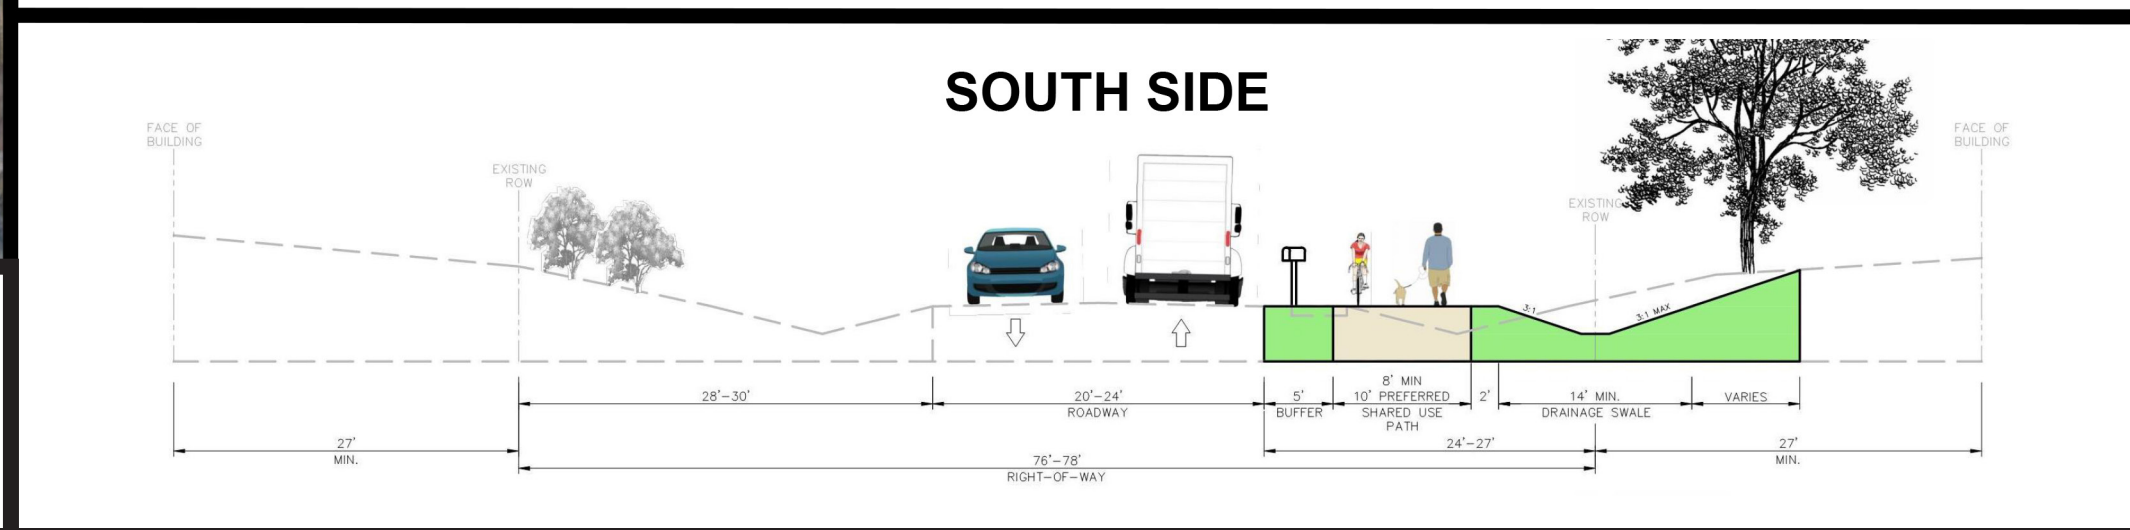 SOUTH SIDE
FACE OF
BUILDING
EXISTING
ROW
EXISTING
ROW
FACE OF
BUILDING
3:1
3:1 MAX
28'-30'
20'-24'
ROADWAY
5'
BUFFER
8' MIN
10' PREFERRED
SHARED USE
PATH
2'
14' MIN.
DRAINAGE SWALE
VARIES
27'
MIN.
24'-27'
27'
MIN.
76'-78'
RIGHT-OF-WAY